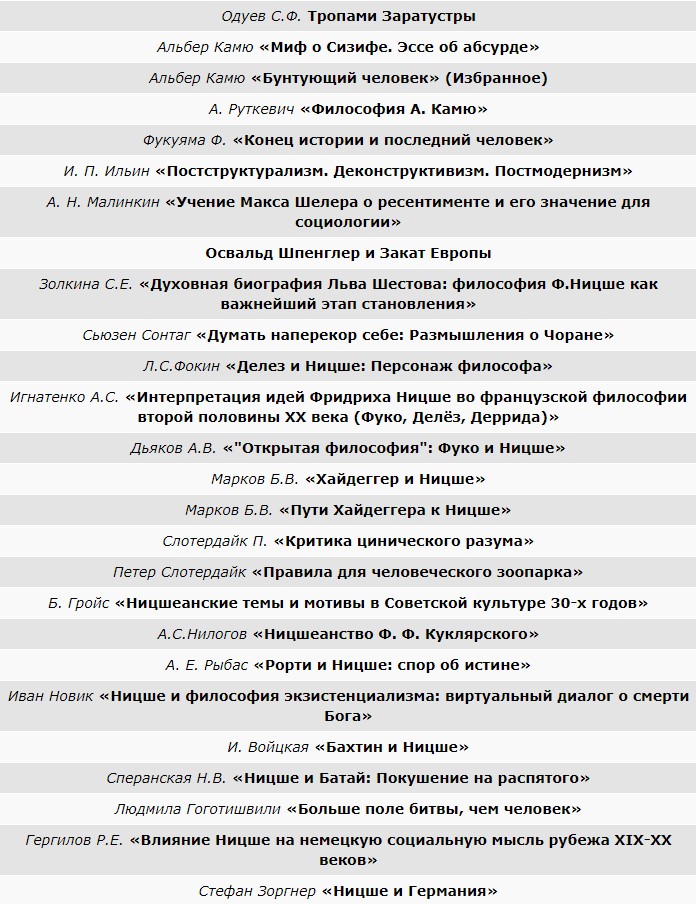 Одуев С.Ф. Тропами Заратустры
Альбер Камю «Миф о Сизифе. Эссе об абсурде»
Альбер Камю «Бунтующий человек» (Избранное)
А. Руткевич «Философия А. Камю»
Фукуяма Ф. «Конец истории и последний человек»
И. П. Ильин «Постструктурализм. Деконструктивизм. Постмодернизм»
А. Н. Малинкин «Учение Макса Шелера о ресентименте и его значение для
социологии»
Освальд Шпенглер и Закат Европы
Золкина С.Е. «Духовная биография Льва Шестова: философия Ф.Ницше как
важнейший этап становления»
Сьюзен Сонтаг «Думать наперекор себе: Размышления о Чоране»
Л.С.Фокин «Делез и Ницше: Персонаж философа»
Игнатенко А.С. «Интерпретация идей Фридриха Ницше во французской философии
второй половины XX века (Фуко, Делёз, Деррида)»
Дьяков А.В. «"Открытая философия": Фуко и Ницше»
Марков Б.В. «Хайдеггер и Ницше»
Марков Б.В. «Пути Хайдеггера к Ницше»
Слотердайк П. «Критика цинического разума»
Петер Слотердайк «Правила для человеческого зоопарка»
Б. Гройс «Ницшеанские темы и мотивы в Советской культуре 30-х годов»
А.С.Нилогов «Ницшеанство Ф. Ф. Куклярского»
А. Е. Рыбас «Рорти и Ницше: спор об истине»
Иван Новик «Ницше и философия экзистенциализма: виртуальный диалог о смерти
Бога»
И. Войцкая «Бахтин и Ницше»
Сперанская Н.В. «Ницше и Батай: Покушение на распятого»
Людмила Гоготишвили «Больше поле битвы, чем человек»
Гергилов Р.Е. «Влияние Ницше на немецкую социальную мысль рубежа XIX-XX
веков»
Стефан Зоргнер «Ницше и Германия»